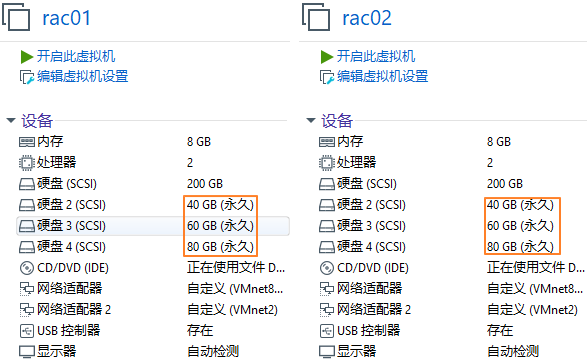 rac01
开启此虚拟机
编辑虚拟机设置
设备
内存 8 GB
处理器 2
硬盘 (SCSI) 200 GB
硬盘 2 (SCSI) 40 GB (永久)
硬盘 3 (SCSI) 60 GB (永久)
硬盘 4 (SCSI) 80 GB (永久)
CD/DVD (IDE) 正在使用文件 D...
网络适配器 自定义 (VMnet8...
网络适配器 2 自定义 (VMnet2)
USB 控制器 存在
显示器 自动检测
rac02
开启此虚拟机
编辑虚拟机设置
设备
内存 8 GB
处理器 2
硬盘 (SCSI) 200 GB
硬盘 2 (SCSI) 40 GB (永久)
硬盘 3 (SCSI) 60 GB (永久)
硬盘 4 (SCSI) 80 GB (永久)
CD/DVD (IDE) 正在使用文件 D...
网络适配器 自定义 (VMnet8...
网络适配器 2 自定义 (VMnet2)
USB 控制器 存在
显示器 自动检测